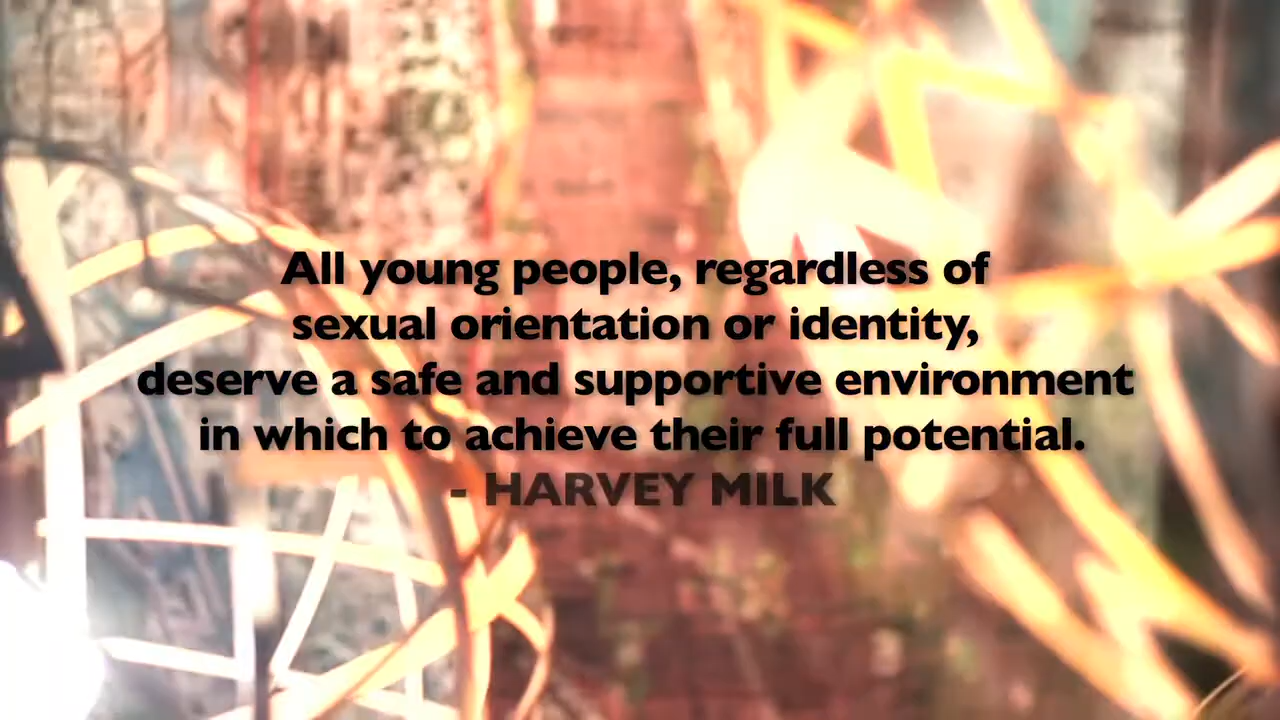 All young people, regardless of
sexual orientation or identity,
deserve a safe and supportive environment
in which to achieve their full potential.
- HARVEY MILK